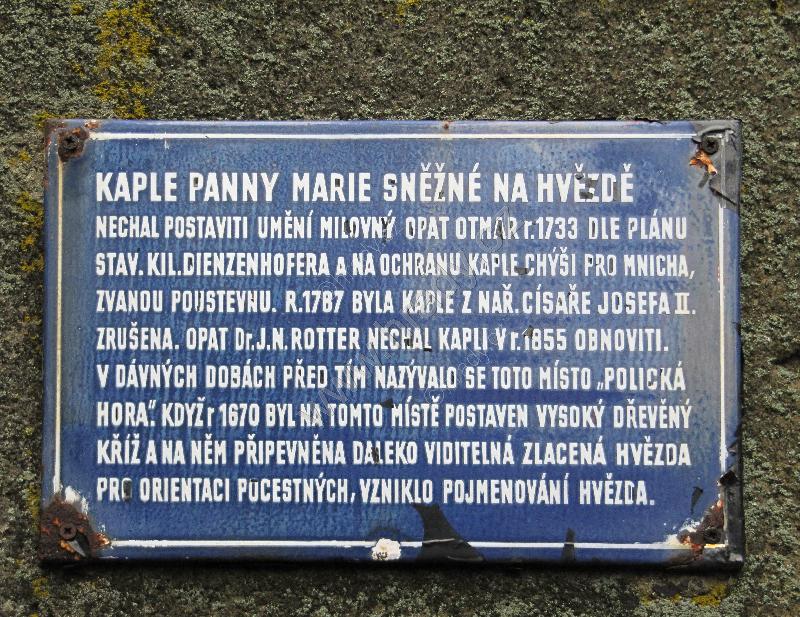 KAPLE PANNY MARIE SNĚŽNÉ NA HVĚZDĚ
NECHAL POSTAVITI UMĚNÍ MILOVNÝ OPAT OTMAR r.1733 DLE PLÁNU
STAV. KIL.DIENZENHOFERA A NA OCHRANU KAPLE CHÝŠI PRO MNICHA,
ZVANOU POUSTEVNU. R.1787 BYLA KAPLE Z NAŘ. CÍSAŘE JOSEFA II.
ZRUŠENA. OPAT Dr.J.N.ROTTER NECHAL KAPLI V r.1855 OBNOVITI.
V DÁVNÝCH DOBÁCH PŘED TÍM NAZÝVALO SE TOTO MÍSTO „POLICKÁ
HORA". KDYŽ r 1670 BYL NA TOMTO MÍSTĚ POSTAVEN VYSOKÝ DŘEVĚNÝ
KŘÍŽ A NA NĚM PŘIPEVNĚNA DALEKO VIDITELNÁ ZLACENÁ HVĚZDA
PRO ORIENTACI POCESTNÝCH, VZNIKLO POJMENOVÁNÍ HVĚZDA.